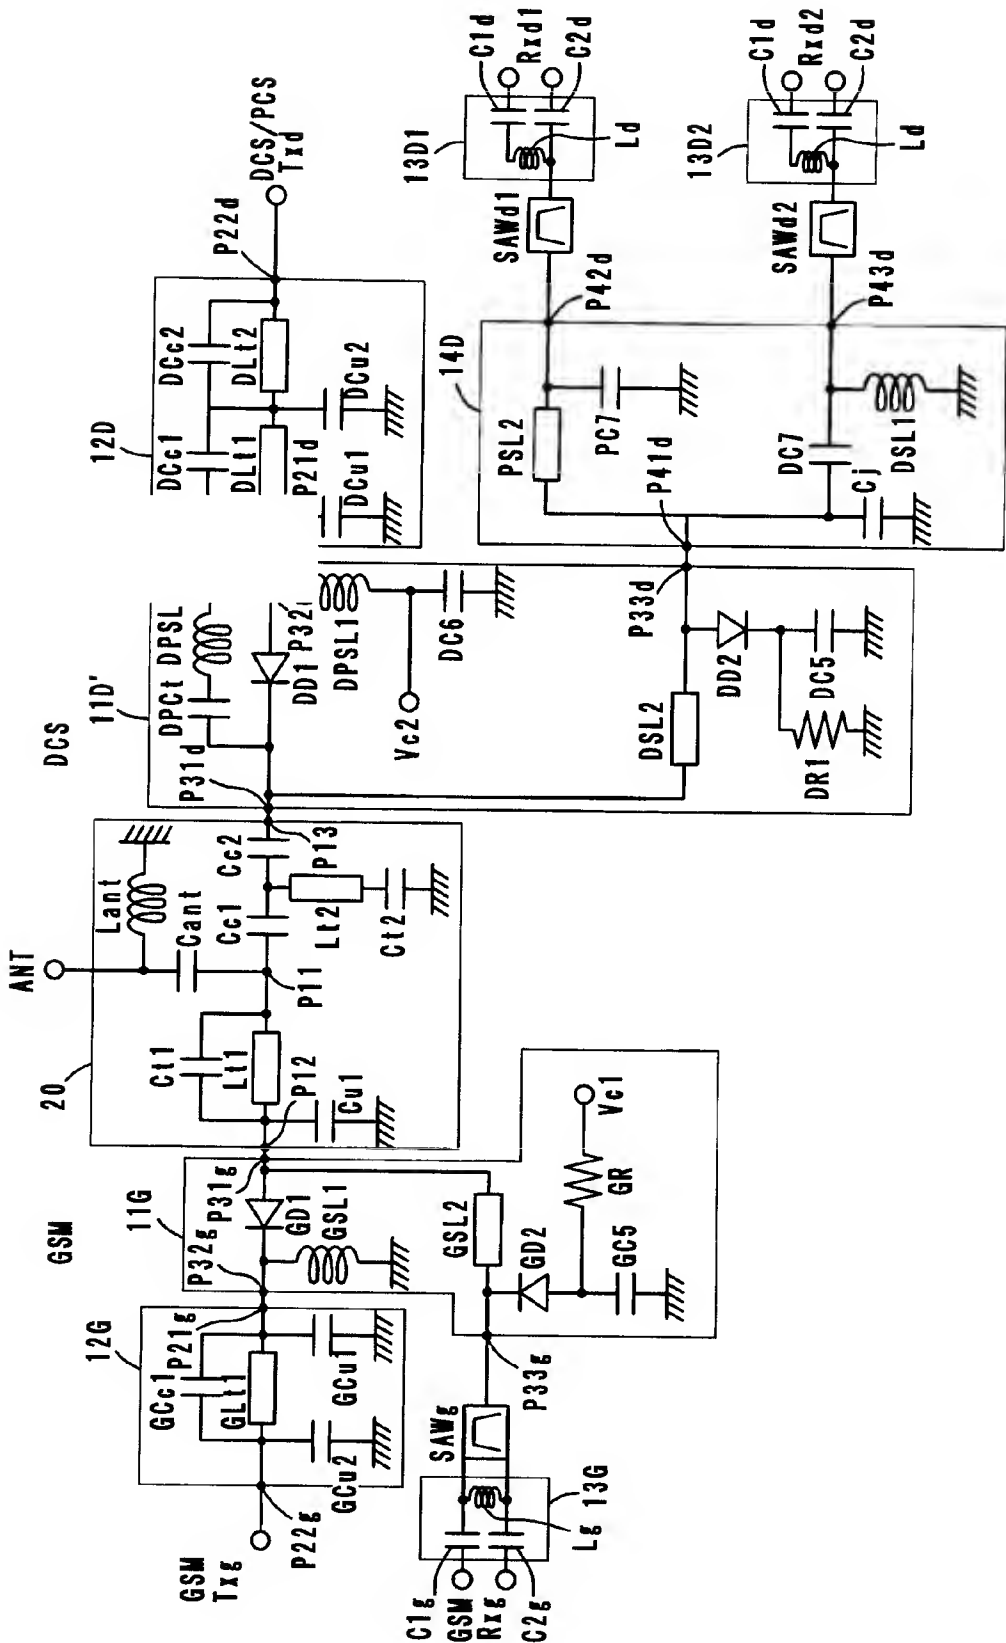 GSM
DCS
ANT
20
Lant
Cant
Ct1
Lt1
P12
Cu1
P11
Cc1
Cc2
P13
Lt2
Ct2
GSM
Txg
P22g
12G
GCc1
P21g
GLt1
GCu1
GCu2
11G
P32g
P31g
GD1
GSL1
GSL2
GD2
GR
Vc1
GC5
P33g
SAWg
13G
Lg
C1g
GSM
Rxg
C2g
11D'
P31d
DPCt
DPSL
DD1
P32
DPSL1
Vc2
DC6
DSL2
P33d
DD2
DC5
DR1
12D
DCc1
DCc2
DLt1
DLt2
P21d
DCu1
DCu2
P22d
DCS/PCS
Txd
14D
P41d
PSL2
PC7
P42d
DC7
Cj
DSL1
P43d
SAWd1
13D1
Ld
C1d
Rxd1
C2d
SAWd2
13D2
Ld
C1d
Rxd2
C2d